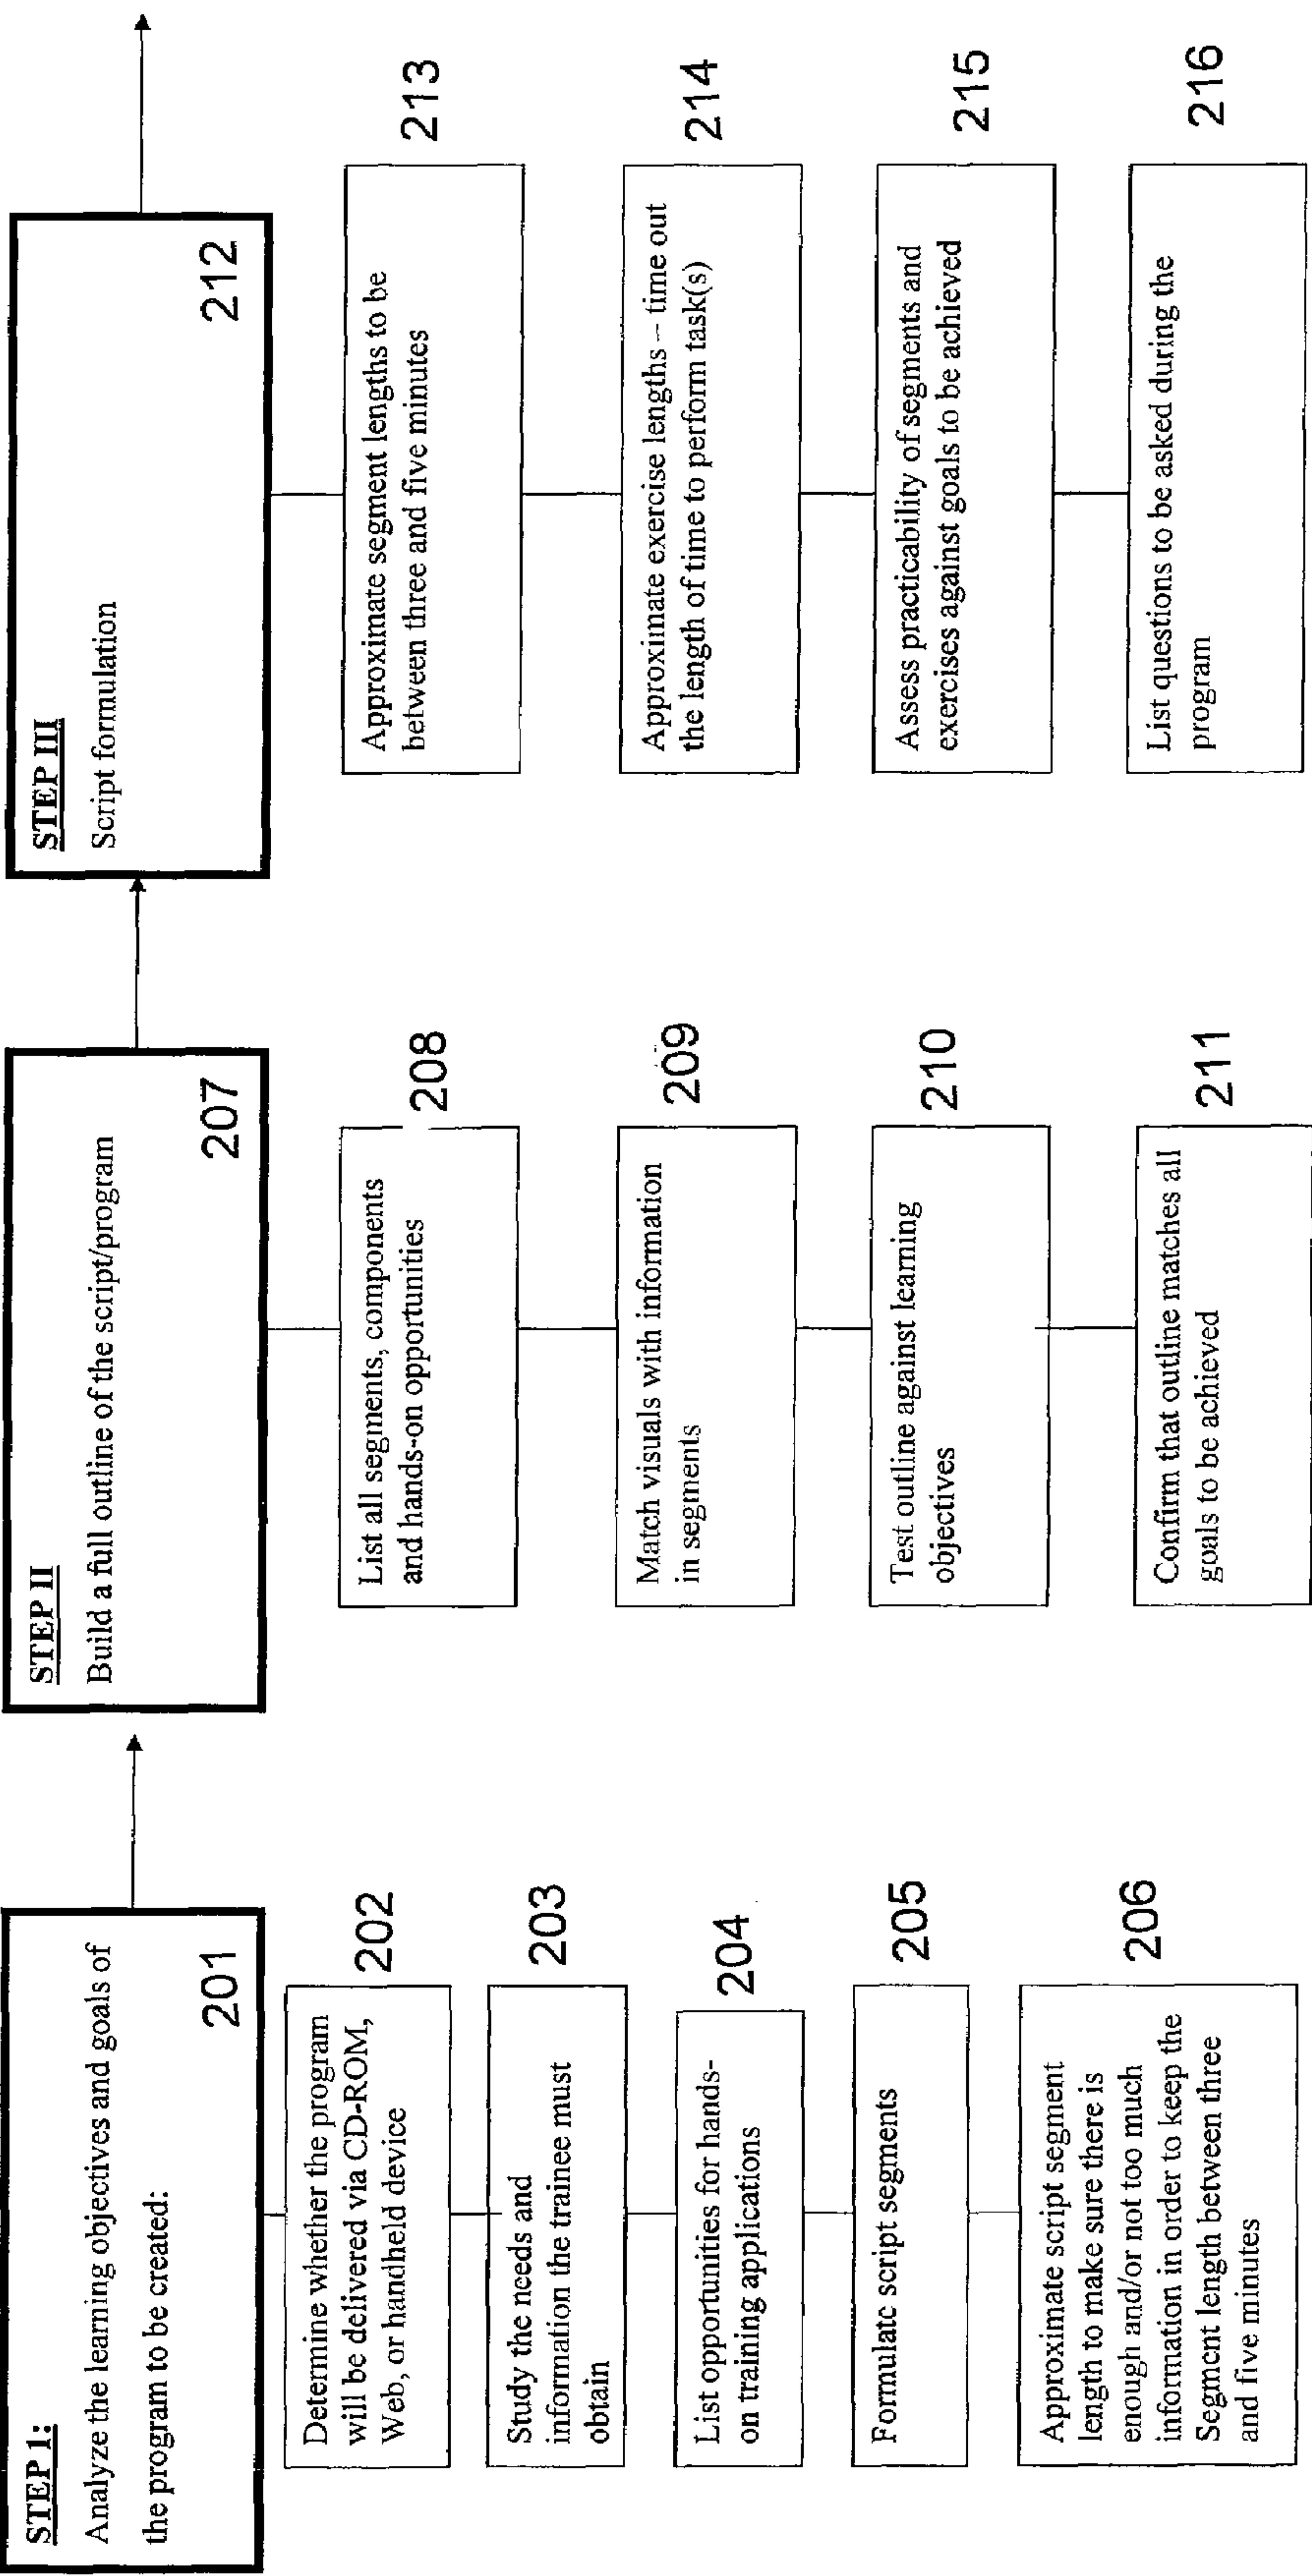 STEP 1:
Analyze the learning objectives and goals of
the program to be created:
201
Determine whether the program
will be delivered via CD-ROM,
Web, or handheld device
202
Study the needs and
information the trainee must
obtain
203
List opportunities for hands-
on training applications
204
Formulate script segments
205
Approximate script segment
length to make sure there is
enough and/or not too much
information in order to keep the
Segment length between three
and five minutes
206
STEP II
Build a full outline of the script/program
207
List all segments, components
and hands-on opportunities
208
Match visuals with information
in segments
209
Test outline against learning
objectives
210
Confirm that outline matches all
goals to be achieved
211
STEP III
Script formulation
212
Approximate segment lengths to be
between three and five minutes
213
Approximate exercise lengths – time out
the length of time to perform task(s)
214
Assess practicability of segments and
exercises against goals to be achieved
215
List questions to be asked during the
program
216